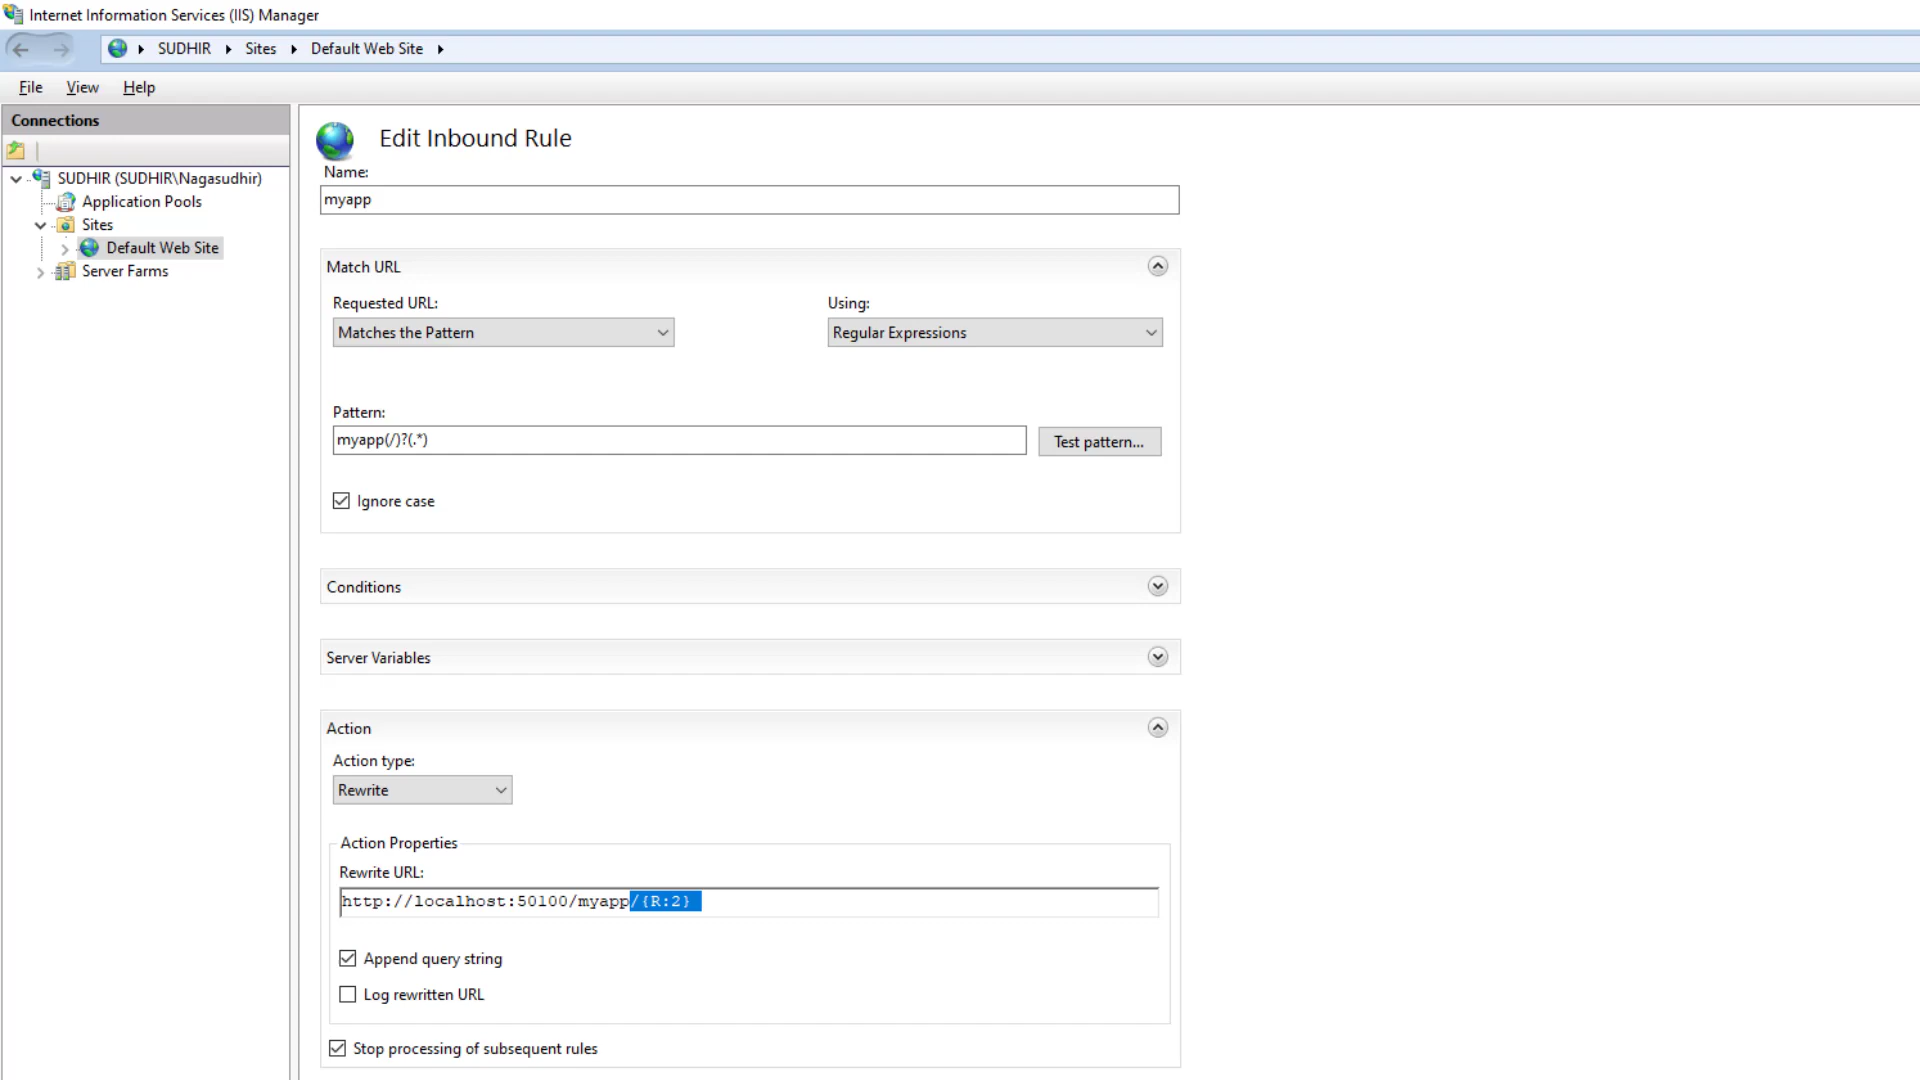 Internet Information Services (IIS) Manager
SUDHIR Sites Default Web Site
File View Help
Connections
SUDHIR (SUDHIR\Nagasudhir)
Application Pools
Sites
Default Web Site
Server Farms
Edit Inbound Rule
Name:
myapp
Match URL
Requested URL: Using:
Matches the Pattern Regular Expressions
Pattern:
myapp(/)?(.*) Test pattern...
Ignore case
Conditions
Server Variables
Action
Action type:
Rewrite
Action Properties
Rewrite URL:
http://localhost:50100/myapp/{R:2}
Append query string
Log rewritten URL
Stop processing of subsequent rules